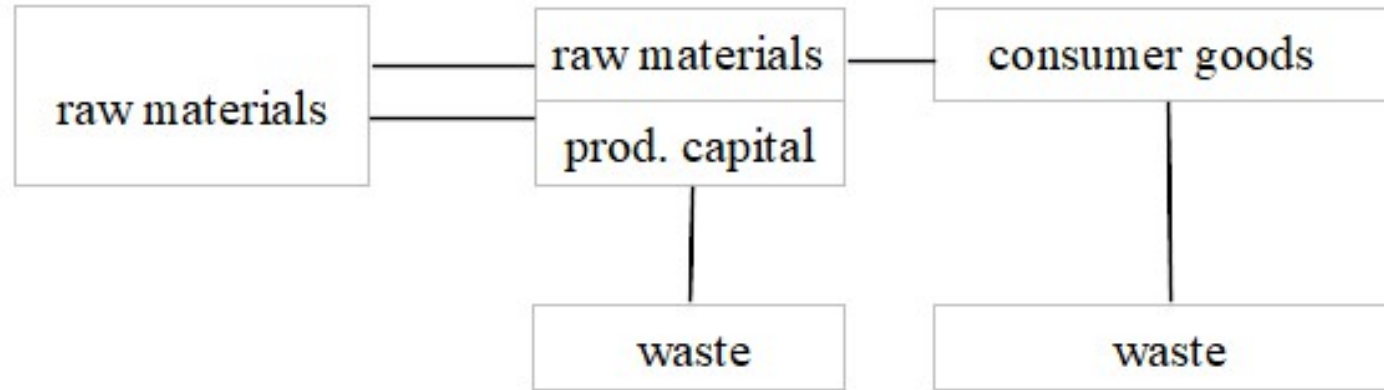 raw materials
raw materials
prod. capital
consumer goods
waste
waste